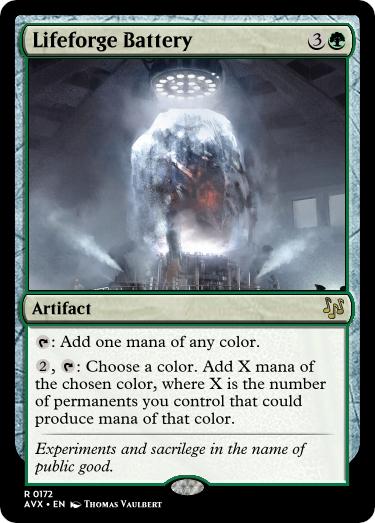 Lifeforge Battery 3
Artifact
: Add one mana of any color.
2, : Choose a color. Add X mana of
the chosen color, where X is the number
of permanents you control that could
produce mana of that color.
Experiments and sacrilege in the name of
public good.
R 0172
AVX • EN Thomas Vaulbert